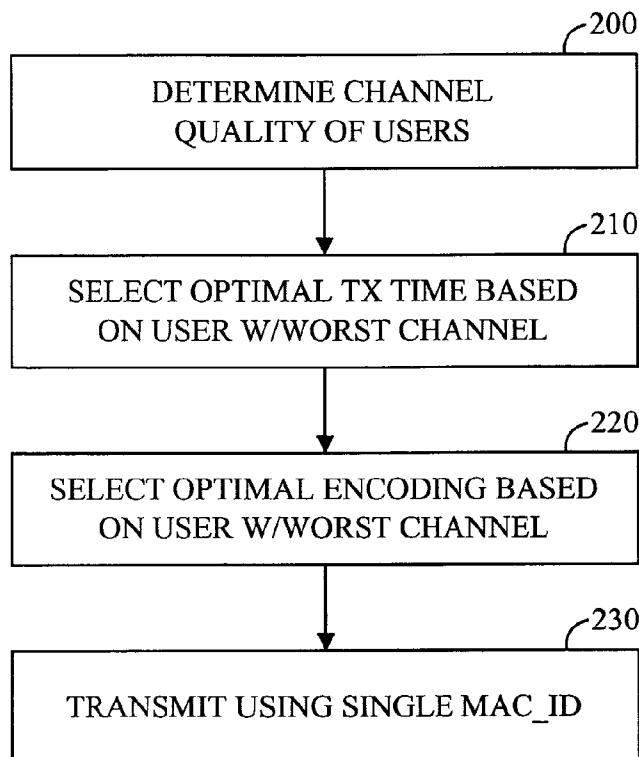 200
DETERMINE CHANNEL
QUALITY OF USERS
210
SELECT OPTIMAL TX TIME BASED
ON USER W/WORST CHANNEL
220
SELECT OPTIMAL ENCODING BASED
ON USER W/WORST CHANNEL
230
TRANSMIT USING SINGLE MAC_ID